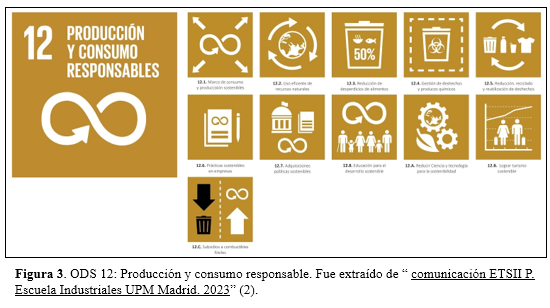 12 PRODUCCIÓN
Y CONSUMO
RESPONSABLES
12.1. Marco de consumo
y producción sostenibles
12.2. Uso eficiente de
recursos naturales
50%
12.3. Reducción de
desperdicios de alimentos
12.4. Gestión de deshechos
y productos químicos
12.5. Reducción, reciclado
y reutilización de deshechos
12.6. Prácticas sostenibles
en empresas
12.7. Adquisiciones
públicas sostenibles
12.8. Educación para el
desarrollo sostenible
12.A. Reducir Ciencia y tecnología
para la sostenibilidad
12.B. Lograr turismo
sostenible
12.C. Subsidios a combustibles
fósiles
Figura 3. ODS 12: Producción y consumo responsable. Fue extraído de “ comunicación ETSII P.
Escuela Industriales UPM Madrid. 2023” (2).